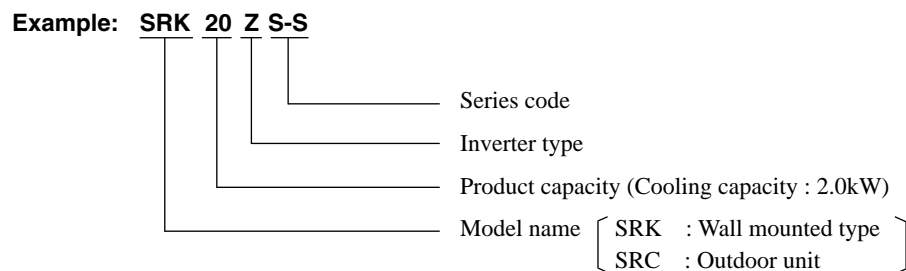 Example: SRK 20 Z S-S
Series code
Inverter type
Product capacity (Cooling capacity : 2.0kW)
Model name SRK : Wall mounted type
SRC : Outdoor unit